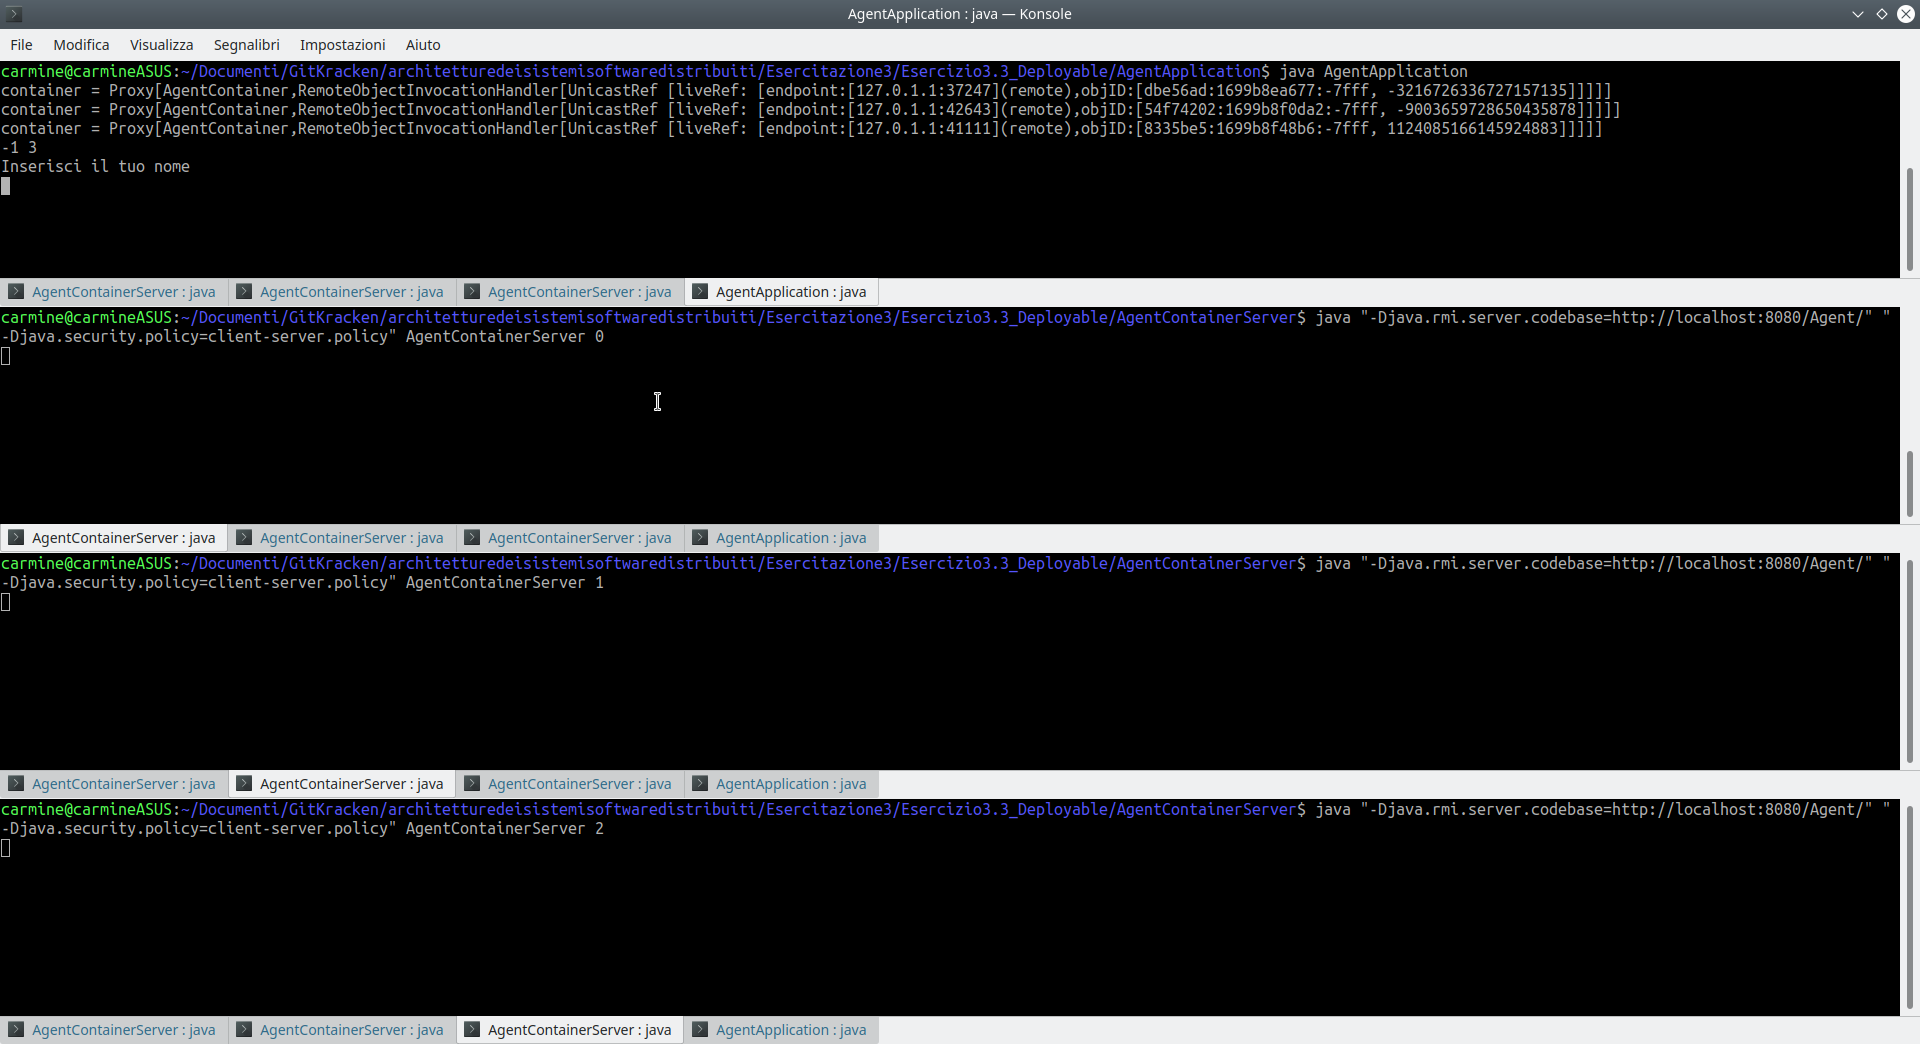 AgentApplication : java — Konsole
File Modifica Visualizza Segnalibri Impostazioni Aiuto
carmine@carmineASUS:~/Documenti/GitKracken/architetturedeisistemisoftwaredistribuiti/Esercitazione3/Esercizio3.3_Deployable/AgentApplication$ java AgentApplication
container = Proxy[AgentContainer,RemoteObjectInvocationHandler[UnicastRef [liveRef: [endpoint:[127.0.1.1:37247](remote),objID:[dbe56ad:1699b8ea677:-7fff, -3216726336727157135]]]]]
container = Proxy[AgentContainer,RemoteObjectInvocationHandler[UnicastRef [liveRef: [endpoint:[127.0.1.1:42643](remote),objID:[54f74202:1699b8f0da2:-7fff, -9003659728650435878]]]]]
container = Proxy[AgentContainer,RemoteObjectInvocationHandler[UnicastRef [liveRef: [endpoint:[127.0.1.1:41111](remote),objID:[8335be5:1699b8f48b6:-7fff, 1124085166145924883]]]]]
-1 3
Inserisci il tuo nome
AgentContainerServer : java AgentContainerServer : java AgentContainerServer : java AgentApplication : java
carmine@carmineASUS:~/Documenti/GitKracken/architetturedeisistemisoftwaredistribuiti/Esercitazione3/Esercizio3.3_Deployable/AgentContainerServer$ java "-Djava.rmi.server.codebase=http://localhost:8080/Agent/" "
-Djava.security.policy=client-server.policy" AgentContainerServer 0
AgentContainerServer : java AgentContainerServer : java AgentContainerServer : java AgentApplication : java
carmine@carmineASUS:~/Documenti/GitKracken/architetturedeisistemisoftwaredistribuiti/Esercitazione3/Esercizio3.3_Deployable/AgentContainerServer$ java "-Djava.rmi.server.codebase=http://localhost:8080/Agent/" "
-Djava.security.policy=client-server.policy" AgentContainerServer 1
AgentContainerServer : java AgentContainerServer : java AgentContainerServer : java AgentApplication : java
carmine@carmineASUS:~/Documenti/GitKracken/architetturedeisistemisoftwaredistribuiti/Esercitazione3/Esercizio3.3_Deployable/AgentContainerServer$ java "-Djava.rmi.server.codebase=http://localhost:8080/Agent/" "
-Djava.security.policy=client-server.policy" AgentContainerServer 2
AgentContainerServer : java AgentContainerServer : java AgentContainerServer : java AgentApplication : java